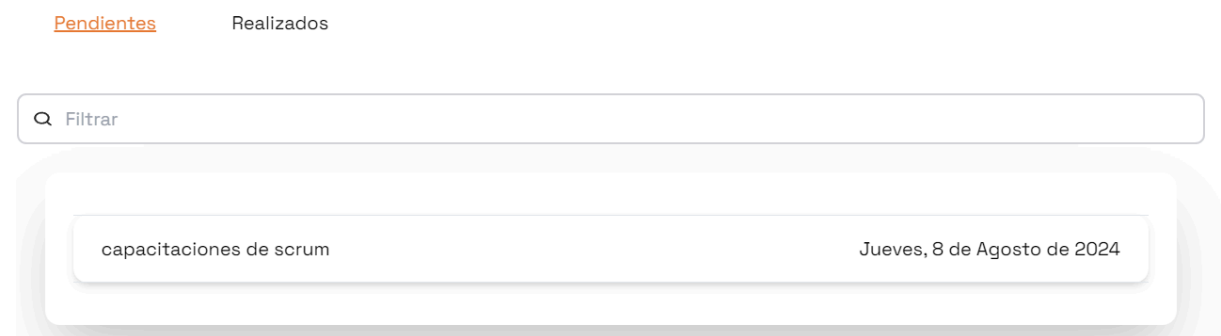 Pendientes Realizados
Filtrar
capacitaciones de scrum Jueves, 8 de Agosto de 2024